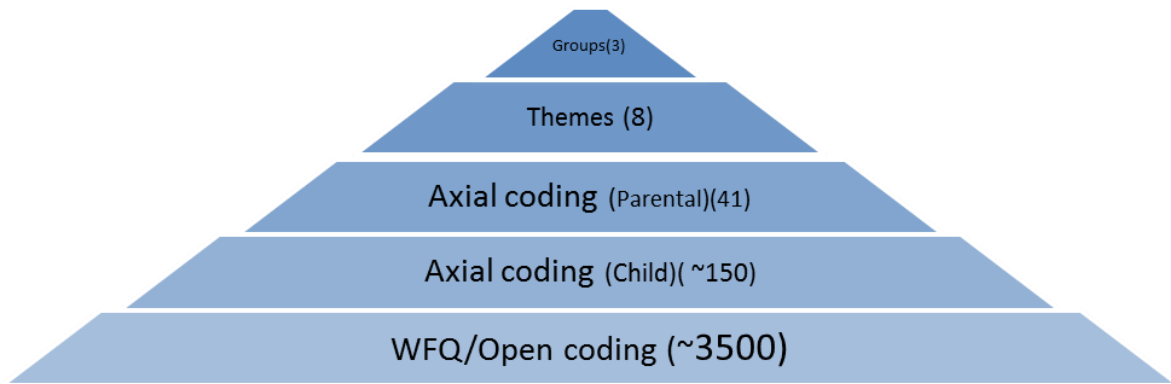 Groups(3)
Themes (8)
Axial coding (Parental)(41)
Axial coding (Child)( ~150)
WFQ/Open coding (~3500)